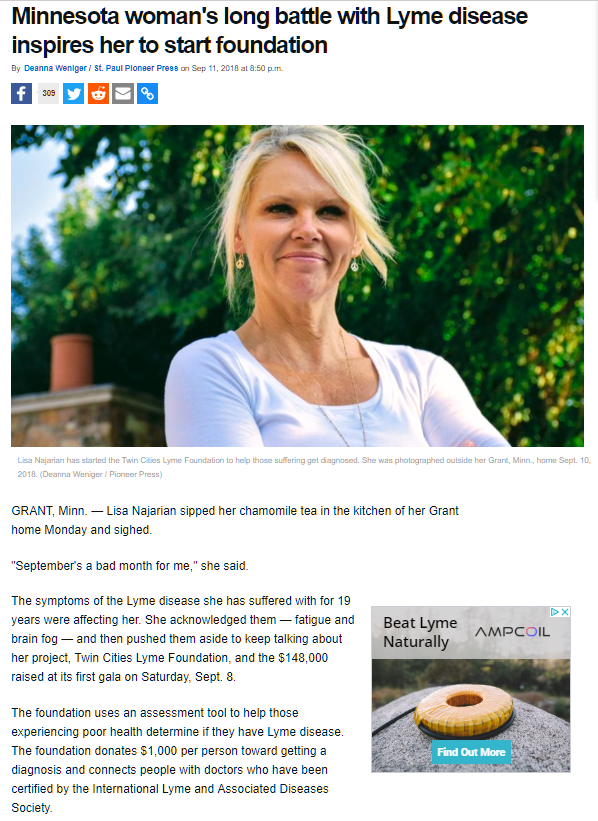 Minnesota woman's long battle with Lyme disease
inspires her to start foundation
By Deanna Weniger / St. Paul Pioneer Press on Sep 11, 2018 at 8:50 p.m.
309
Lisa Najarian has started the Twin Cities Lyme Foundation to help those suffering get diagnosed. She was photographed outside her Grant, Minn., home Sept. 10,
2018. (Deanna Weniger / Pioneer Press)
GRANT, Minn. — Lisa Najarian sipped her chamomile tea in the kitchen of her Grant
home Monday and sighed.
"September's a bad month for me," she said.
The symptoms of the Lyme disease she has suffered with for 19
years were affecting her. She acknowledged them — fatigue and
brain fog — and then pushed them aside to keep talking about
her project, Twin Cities Lyme Foundation, and the $148,000
raised at its first gala on Saturday, Sept. 8.
The foundation uses an assessment tool to help those
experiencing poor health determine if they have Lyme disease.
The foundation donates $1,000 per person toward getting a
diagnosis and connects people with doctors who have been
certified by the International Lyme and Associated Diseases
Society.
Beat Lyme
Naturally
AMPCOIL
Find Out More